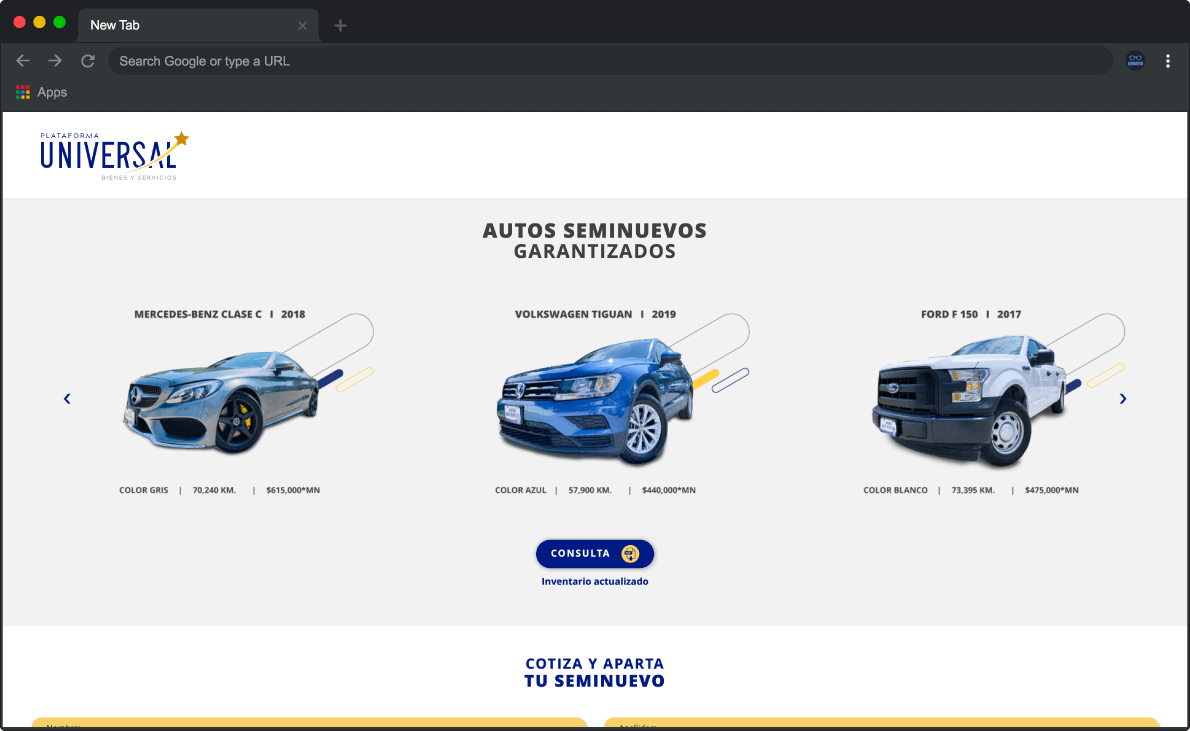 New Tab
Search Google or type a URL
Apps
PLATAFORMA
UNIVERSAL
BIENES Y SERVICIOS
AUTOS SEMINUEVOS
GARANTIZADOS
MERCEDES-BENZ CLASE C I 2018
VOLKSWAGEN TIGUAN I 2019
FORD F 150 I 2017
COLOR GRIS | 70,240 KM. | $615,000*MN
COLOR AZUL | 57,900 KM. | $440,000*MN
COLOR BLANCO | 73,395 KM. | $475,000*MN
CONSULTA
Inventario actualizado
COTIZA Y APARTA
TU SEMINUEVO